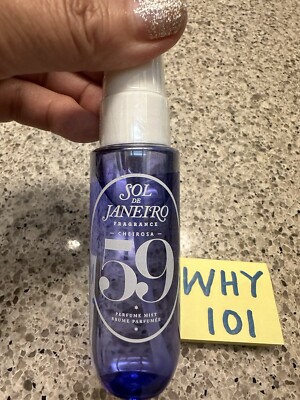 SOL
DE
JANEIRO
FRAGRANCE
CHEIROSA
59
PERFUME MIST
BRUME PARFUMÉE
WHY
101